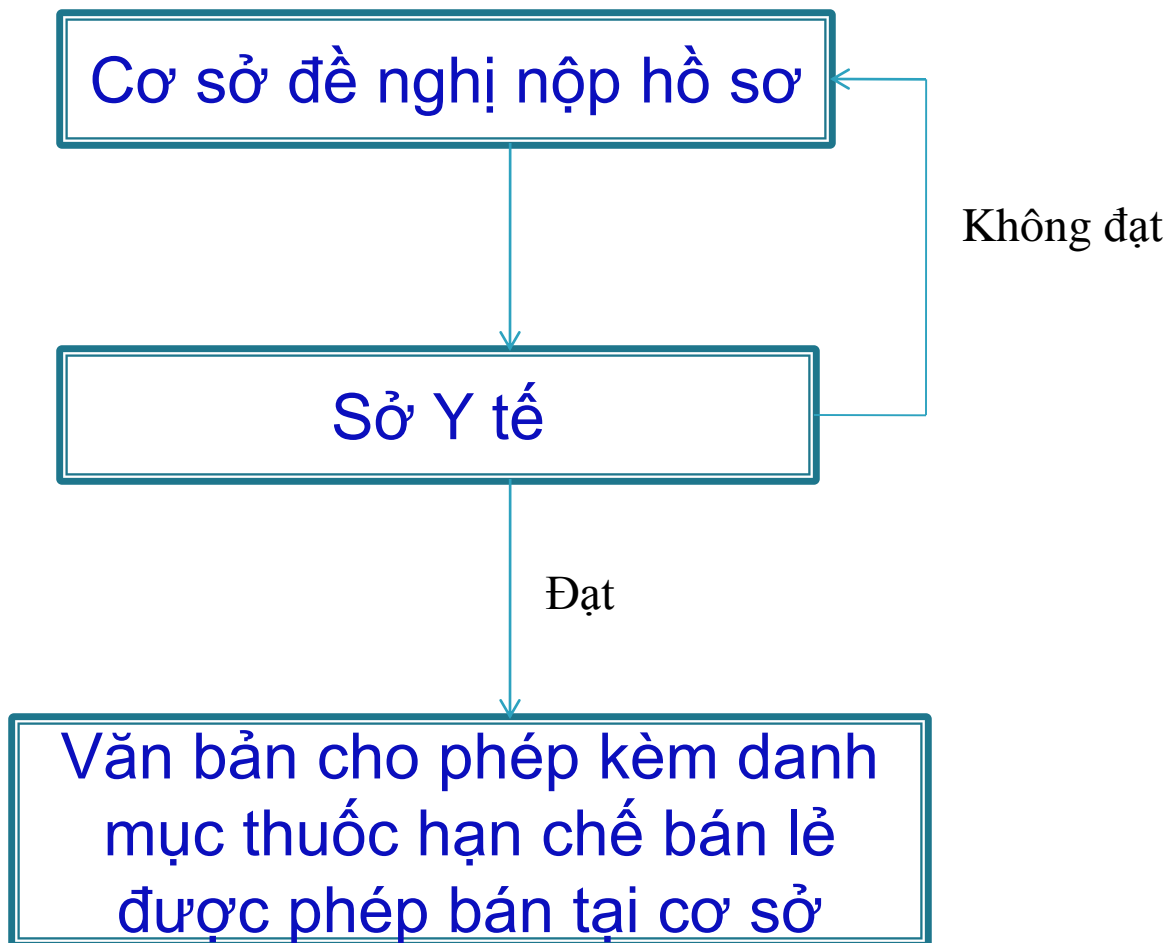 Cơ sở đề nghị nộp hồ sơ
Không đạt
Sở Y tế
Đạt
Văn bản cho phép kèm danh
mục thuốc hạn chế bán lẻ
được phép bán tại cơ sở